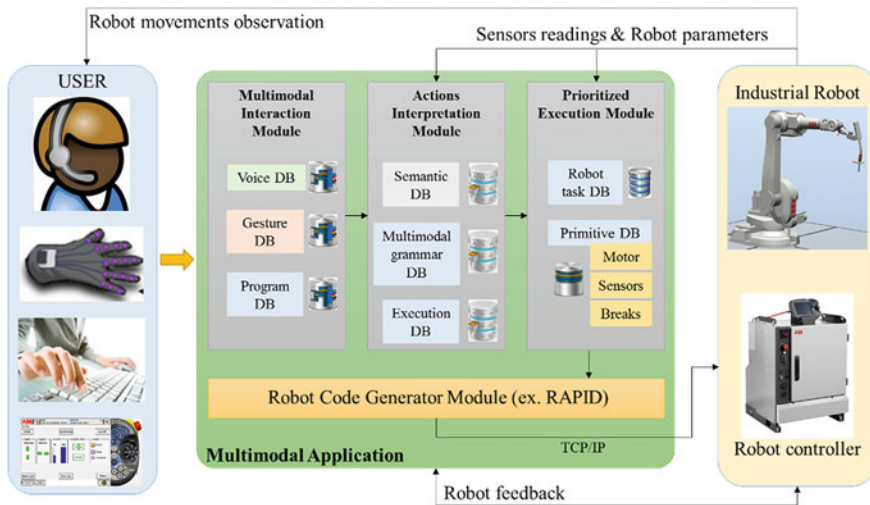 Robot movements observation
Sensors readings & Robot parameters
USER
Multimodal
Interaction
Module
Voice DB
Gesture
DB
Program
DB
Actions
Interpretation
Module
Semantic
DB
Multimodal
grammar
DB
Execution
DB
Prioritized
Execution Module
Robot
task DB
Primitive DB
Motor
Sensors
Breaks
Industrial Robot
Robot Code Generator Module (ex. RAPID)
TCP/IP
Multimodal Application
Robot controller
Robot feedback
ABB